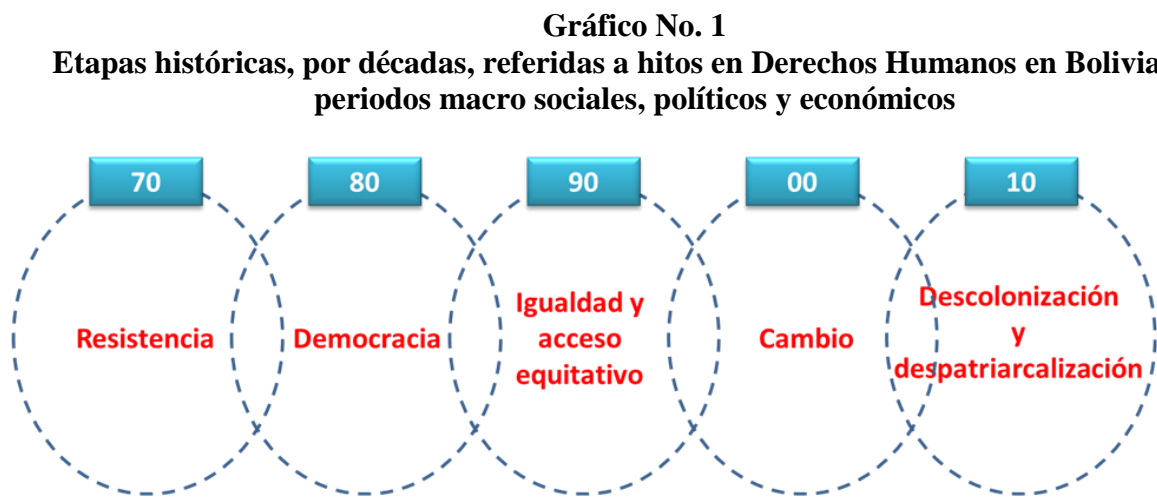 Gráfico No. 1
Etapas históricas, por décadas, referidas a hitos en Derechos Humanos en Bolivia
periodos macro sociales, políticos y económicos
70
80
90
00
10
Resistencia
Democracia
Igualdad y
acceso
equitativo
Cambio
Descolonización
y
despatriarcalización